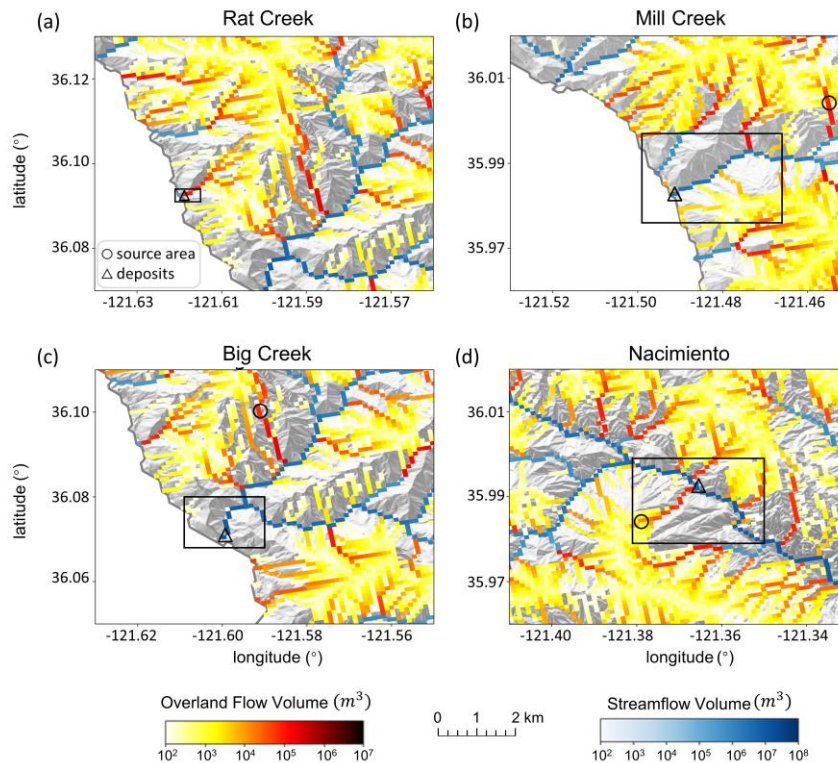 (a) Rat Creek
(b) Mill Creek
36.12
36.10
36.08
latitude (°)
○ source area
△ deposits
-121.63 -121.61 -121.59 -121.57
36.01
35.99
35.97
-121.52 -121.50 -121.48 -121.46
(c) Big Creek
(d) Nacimiento
36.10
36.08
36.06
latitude (°)
-121.62 -121.60 -121.58 -121.56
longitude (°)
36.01
35.99
35.97
-121.40 -121.38 -121.36 -121.34
longitude (°)
Overland Flow Volume (m³)
10² 10³ 10⁴ 10⁵ 10⁶ 10⁷
0 1 2 km
Streamflow Volume (m³)
10² 10³ 10⁴ 10⁵ 10⁶ 10⁷ 10⁸